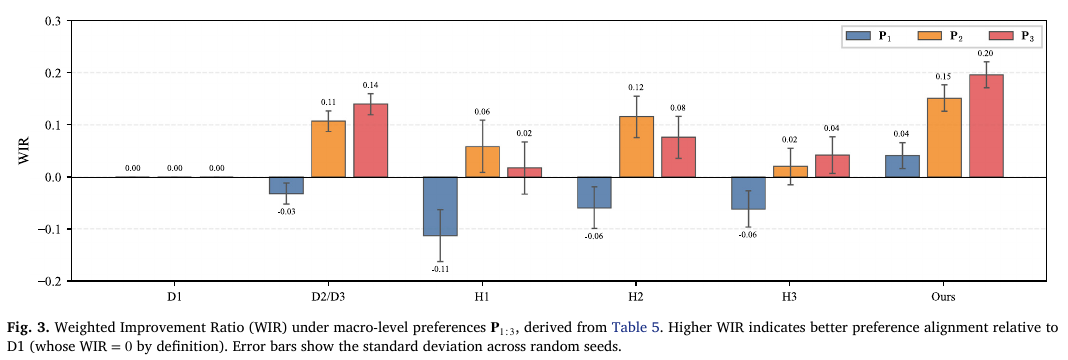 0.3
0.2
0.1
0.0
−0.1
−0.2
WIR
P1 P2 P3
0.00 0.00 0.00
-0.03 0.11 0.14
-0.11 0.06 0.02
-0.06 0.12 0.08
-0.06 0.02 0.04
0.04 0.15 0.20
D1 D2/D3 H1 H2 H3 Ours
Fig. 3. Weighted Improvement Ratio (WIR) under macro-level preferences P1:3, derived from Table 5. Higher WIR indicates better preference alignment relative to
D1 (whose WIR = 0 by definition). Error bars show the standard deviation across random seeds.